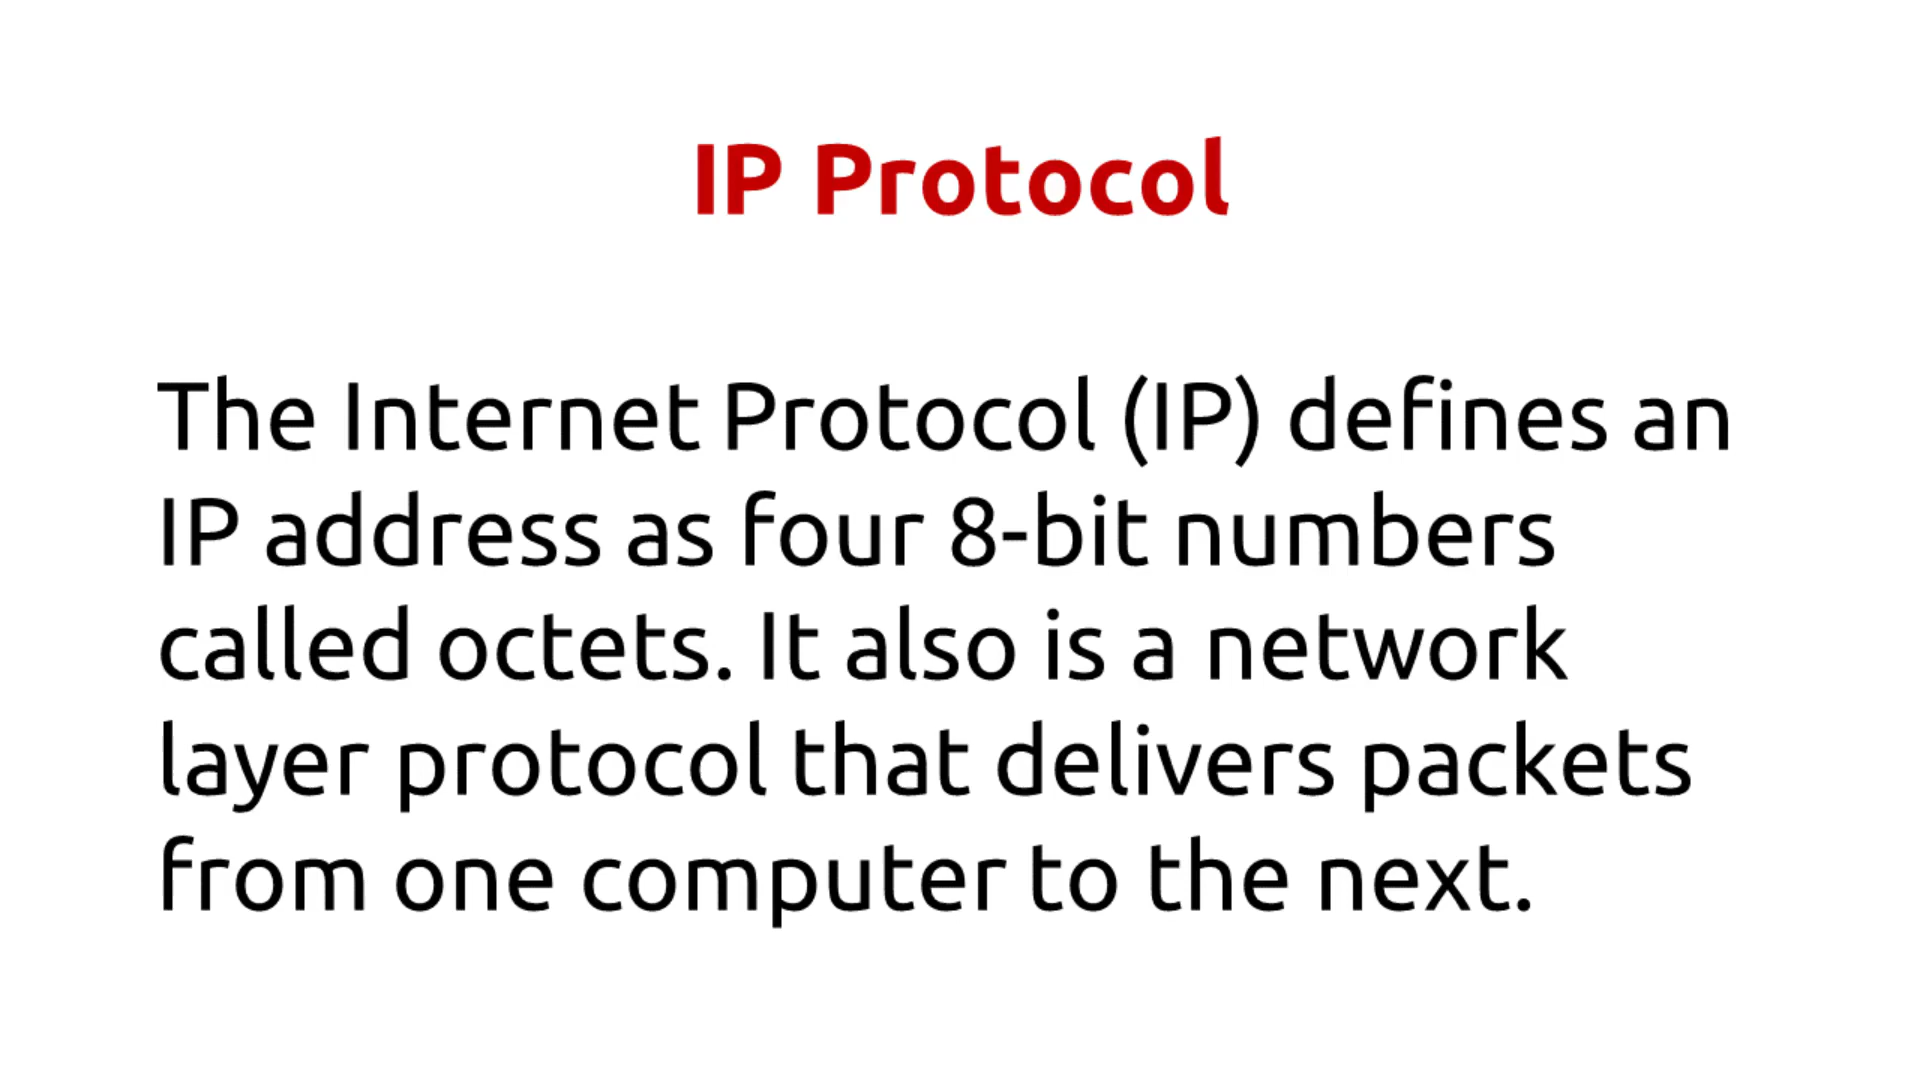 IP Protocol
The Internet Protocol (IP) defines an
IP address as four 8-bit numbers
called octets. It also is a network
layer protocol that delivers packets
from one computer to the next.